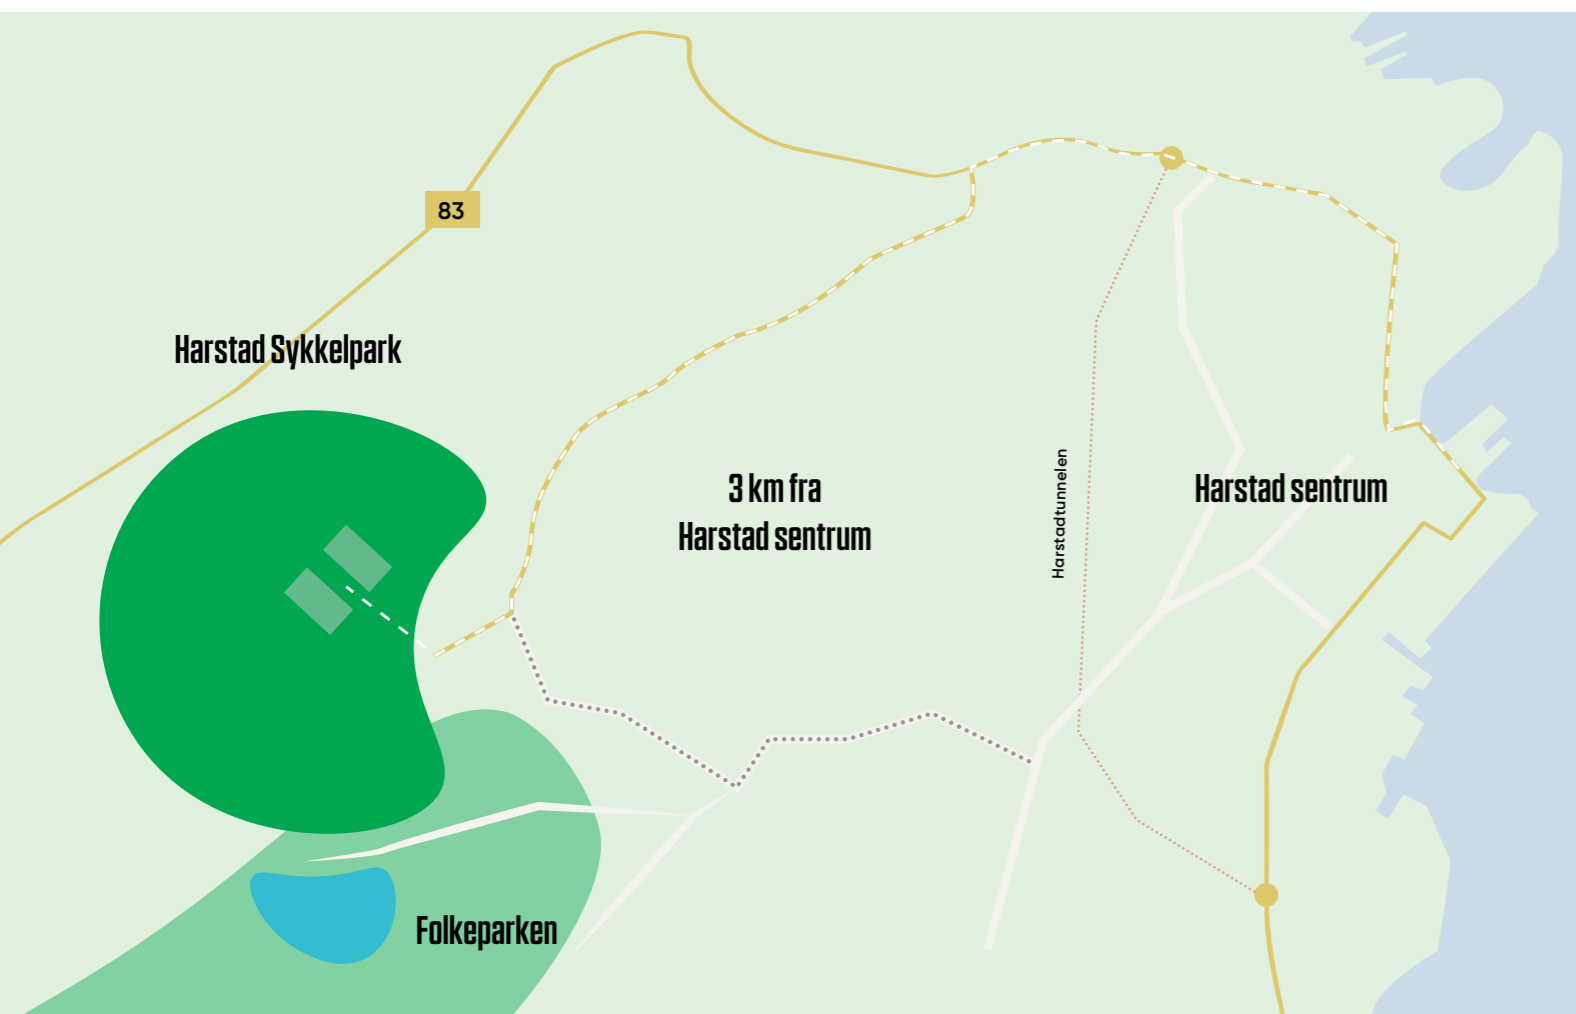 83
Harstad Sykkelpark
3 km fra
Harstad sentrum
Harstadtunnelen
Harstad sentrum
Folkeparken